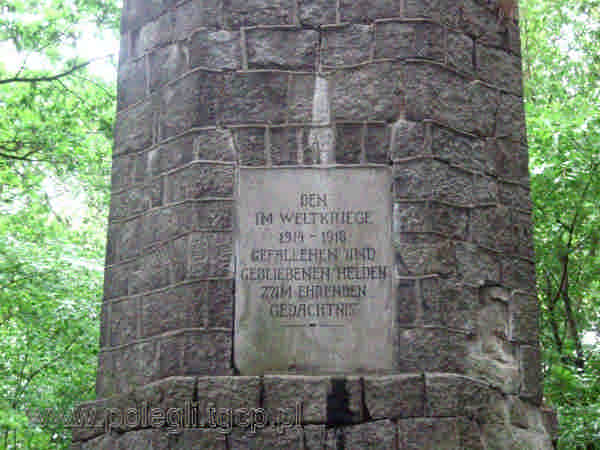 DEN
IM WELTKRIEGE
1914 - 1918
GEFALLENEN UND
GEBLIEBENEN HELDEN
ZUM EHRENDEN
GEDÄCHTNIS
www.polegli.tgcp.pl